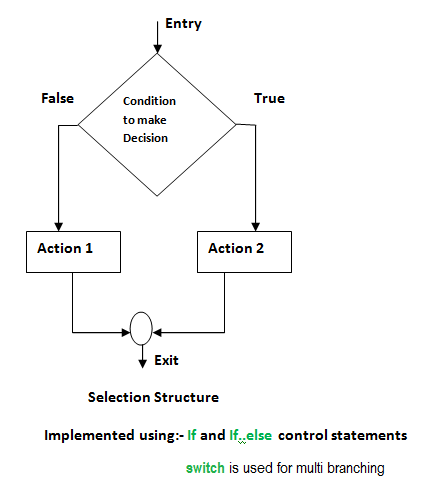 Entry
False
True
Condition
to make
Decision
Action 1
Action 2
Exit
Selection Structure
Implemented using:- If and If..else control statements
switch is used for multi branching